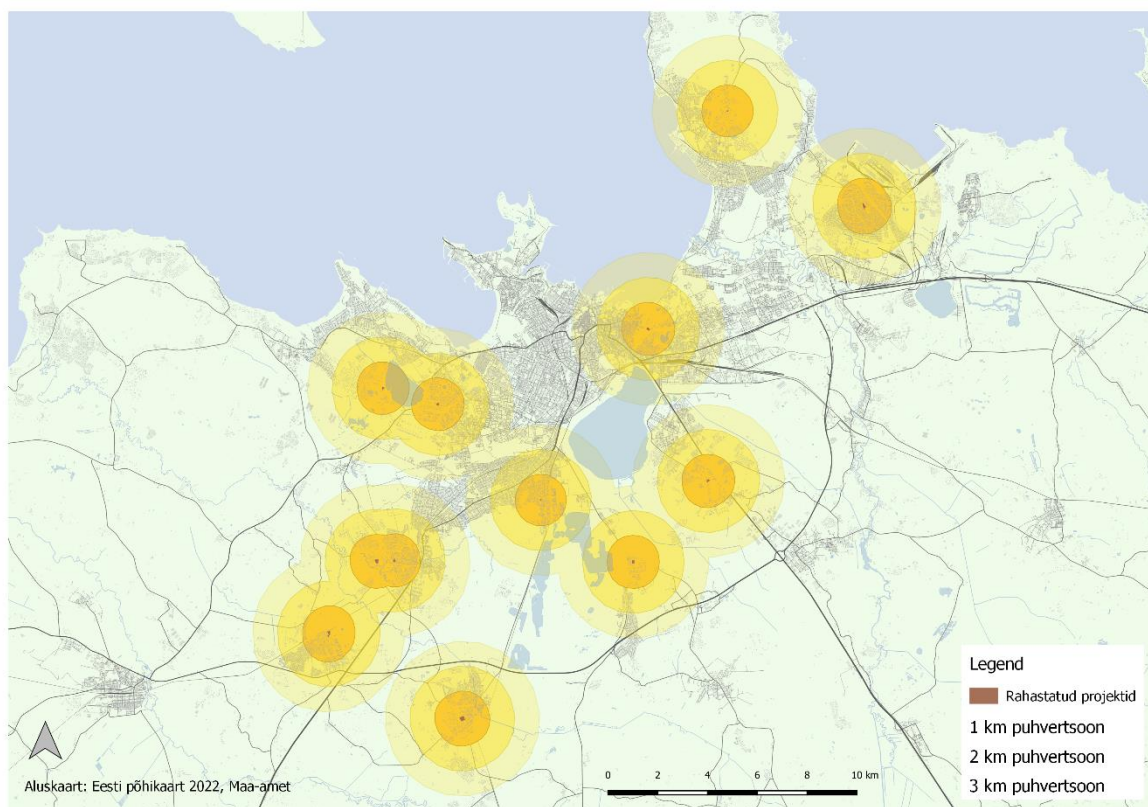 Legend
Rahastatud projektid
1 km puhvertsoon
2 km puhvertsoon
3 km puhvertsoon
Aluskaart: Eesti põhikaart 2022, Maa-amet
0 2 4 6 8 10 km